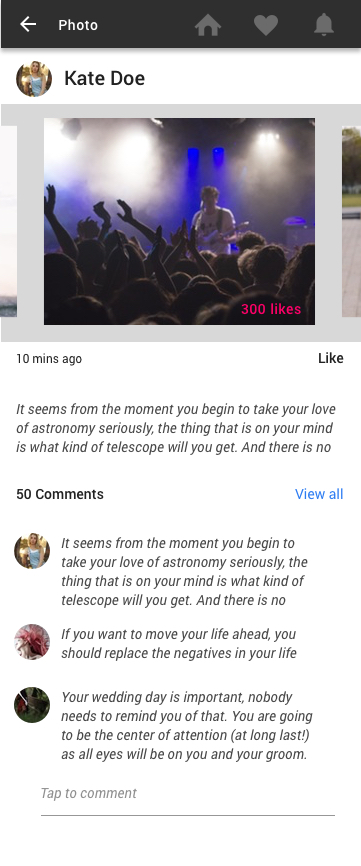 Photo
Kate Doe
300 likes
10 mins ago
Like
It seems from the moment you begin to take your love
of astronomy seriously, the thing that is on your mind
is what kind of telescope will you get. And there is no
50 Comments
View all
It seems from the moment you begin to
take your love of astronomy seriously, the
thing that is on your mind is what kind of
telescope will you get. And there is no
If you want to move your life ahead, you
should replace the negatives in your life
Your wedding day is important, nobody
needs to remind you of that. You are going
to be the center of attention (at long last!)
as all eyes will be on you and your groom.
Tap to comment